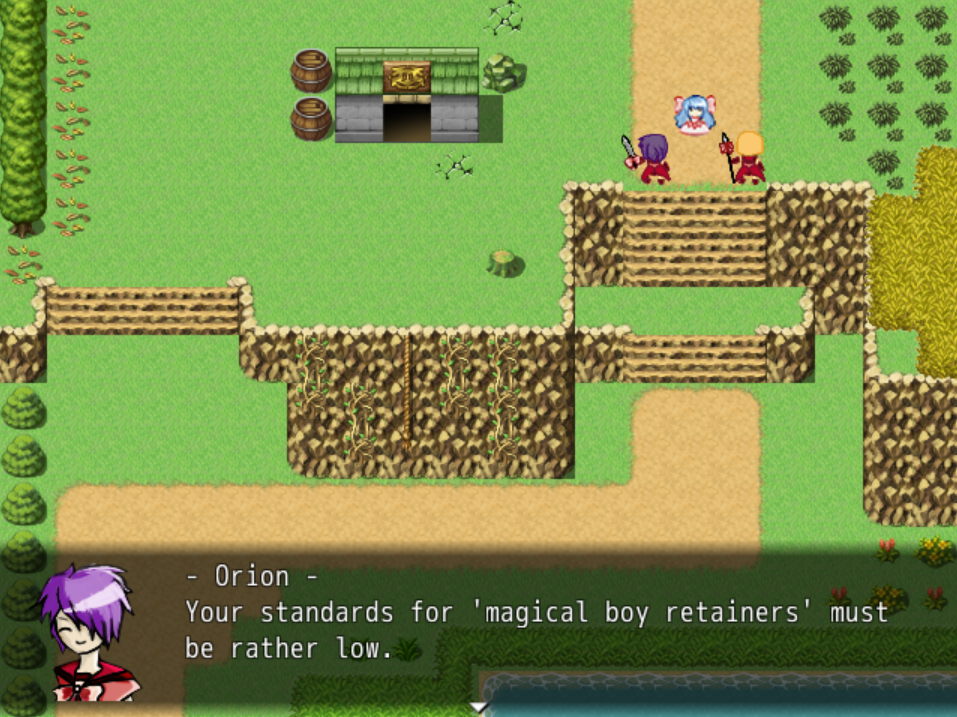 - Orion -
Your standards for 'magical boy retainers' must
be rather low.